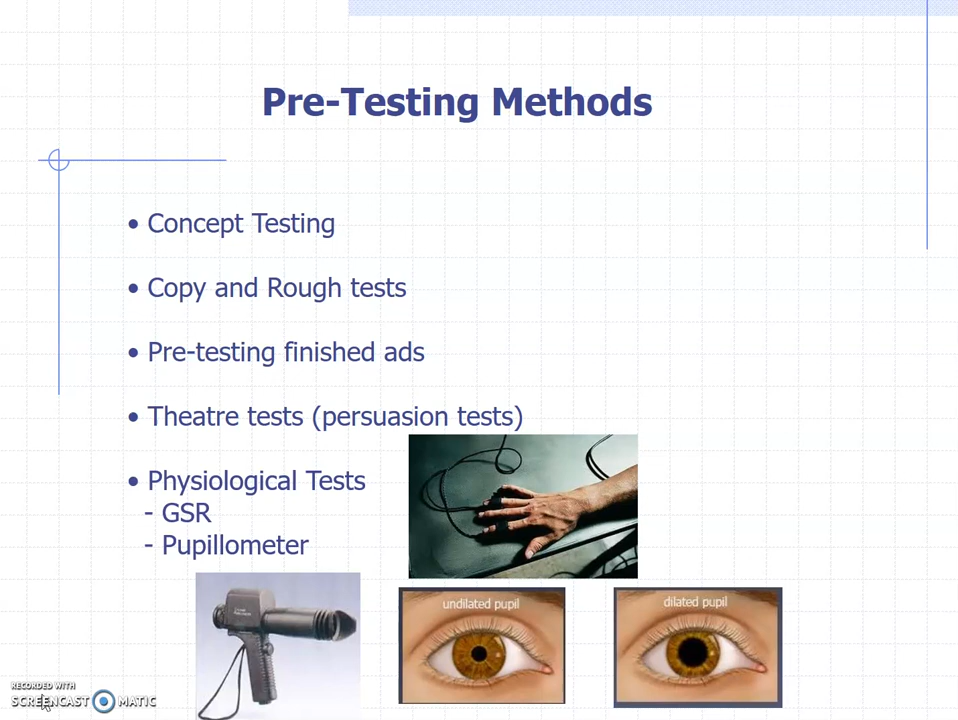 Pre-Testing Methods
• Concept Testing
• Copy and Rough tests
• Pre-testing finished ads
• Theatre tests (persuasion tests)
• Physiological Tests
- GSR
- Pupillometer
undilated pupil
dilated pupil
RECORDED WITH
SCREENCAST MATIC